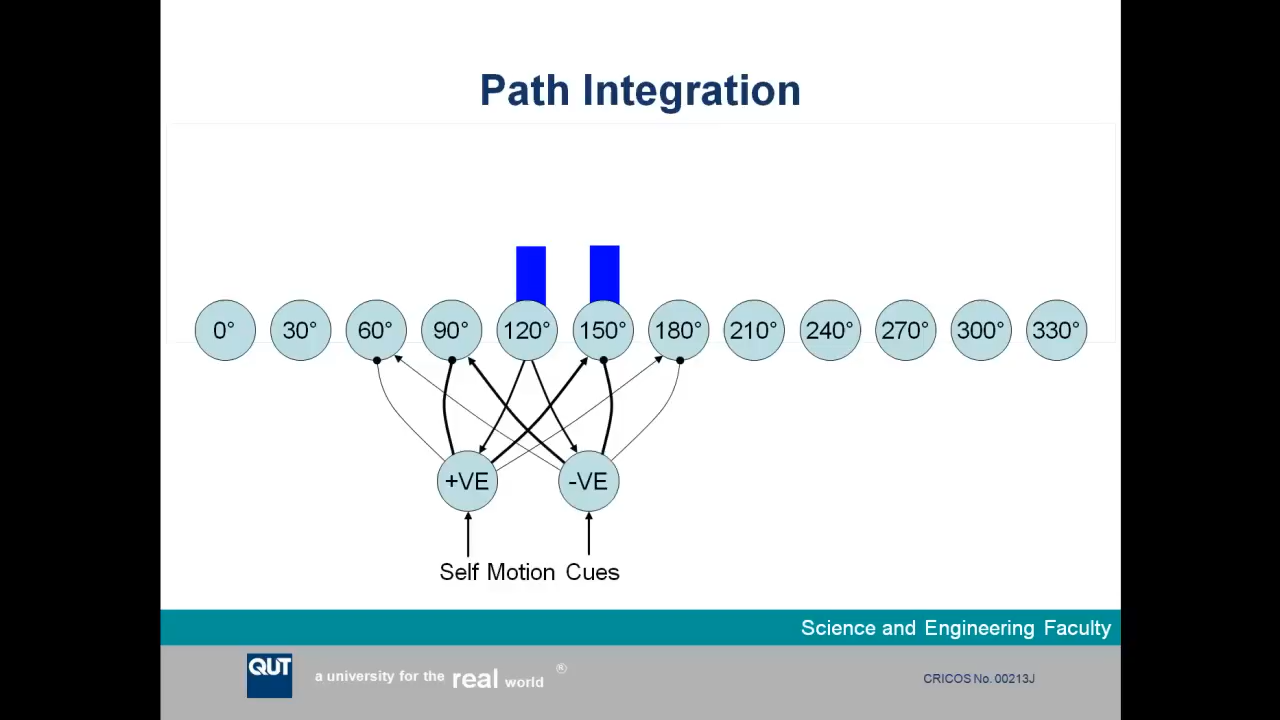 Path Integration
0° 30° 60° 90° 120° 150° 180° 210° 240° 270° 300° 330°
+VE -VE
Self Motion Cues
Science and Engineering Faculty
QUT a university for the real world ®
CRICOS No. 00213J